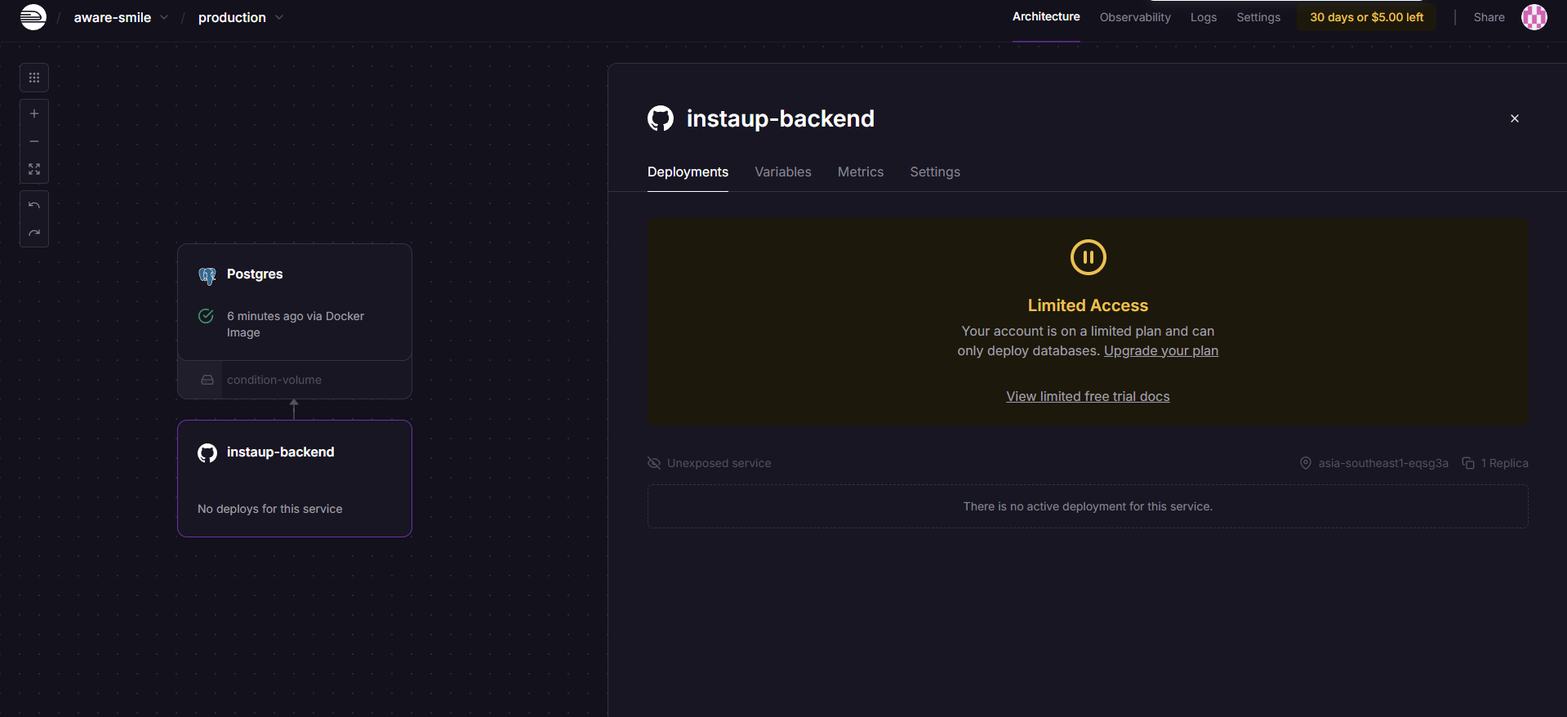 / aware-smile / production
Architecture Observability Logs Settings 30 days or $5.00 left Share
instaup-backend
Deployments Variables Metrics Settings
Limited Access
Your account is on a limited plan and can
only deploy databases. Upgrade your plan
View limited free trial docs
Unexposed service
asia-southeast1-eqsg3a 1 Replica
There is no active deployment for this service.
Postgres
6 minutes ago via Docker
Image
condition-volume
instaup-backend
No deploys for this service